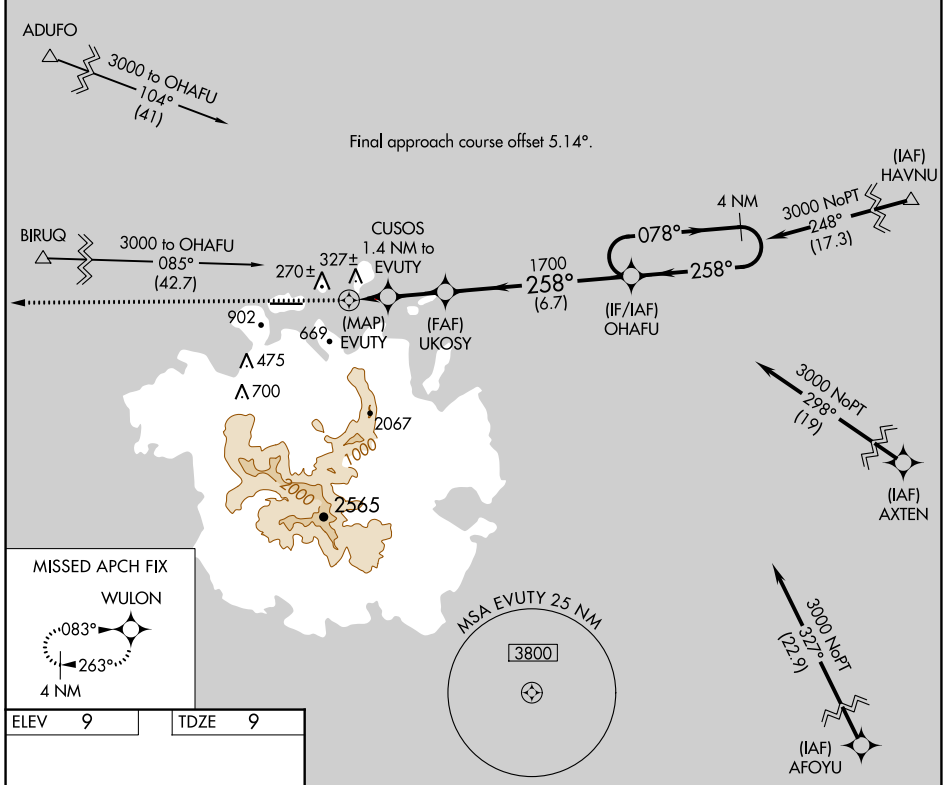 ADUFO
3000 to OHAFU
104°
(41)
Final approach course offset 5.14°.
(IAF)
HAVNU
3000 NoPT
248°
(17.3)
4 NM
078°
258°
BIRUQ
3000 to OHAFU
085°
(42.7)
CUSOS
1.4 NM to
EVUTY
270±
327±
1700
258°
(6.7)
(IF/IAF)
OHAFU
(FAF)
UKOSY
(MAP)
EVUTY
902
669
475
700
2067
1000
2000
2565
3000 NoPT
298°
(19)
(IAF)
AXTEN
MISSED APCH FIX
WULON
083°
263°
4 NM
MSA EVUTY 25 NM
3800
3000 NoPT
327°
(22.9)
(IAF)
AFOYU
ELEV 9
TDZE 9